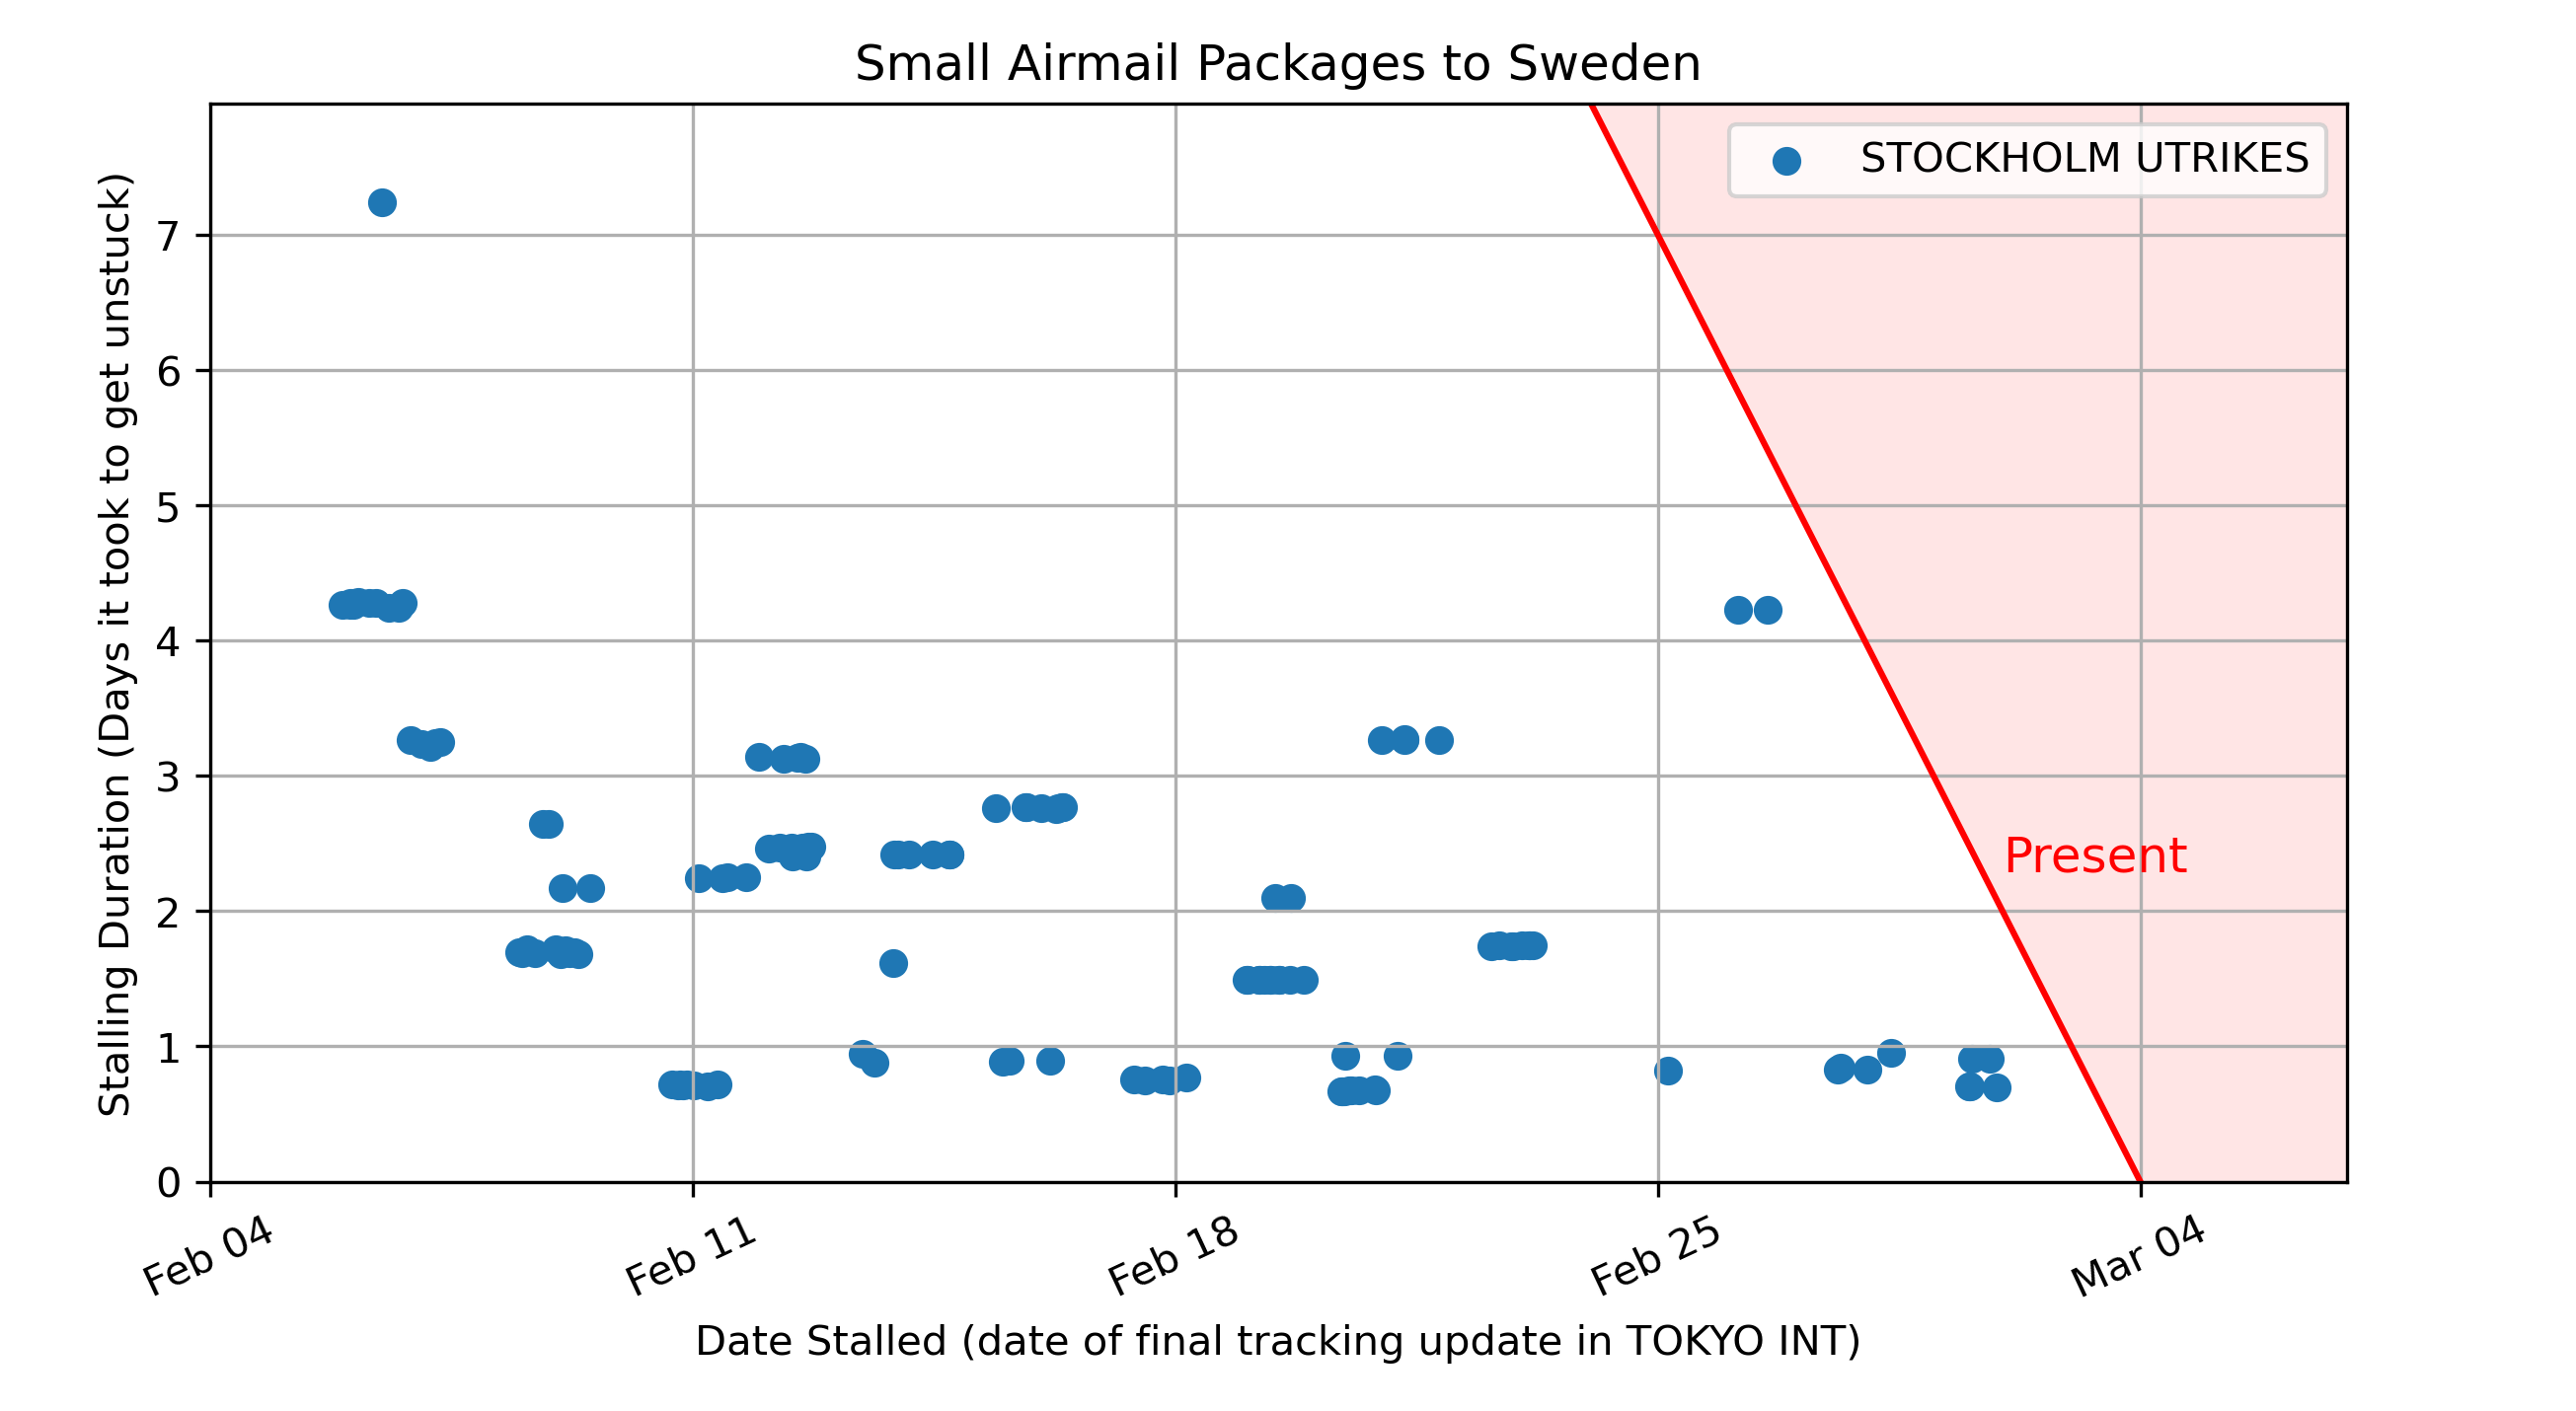 Small Airmail Packages to Sweden
STOCKHOLM UTRIKES
Stalling Duration (Days it took to get unstuck)
7
6
5
4
3
2
1
0
Present
Feb 04
Feb 11
Feb 18
Feb 25
Mar 04
Date Stalled (date of final tracking update in TOKYO INT)